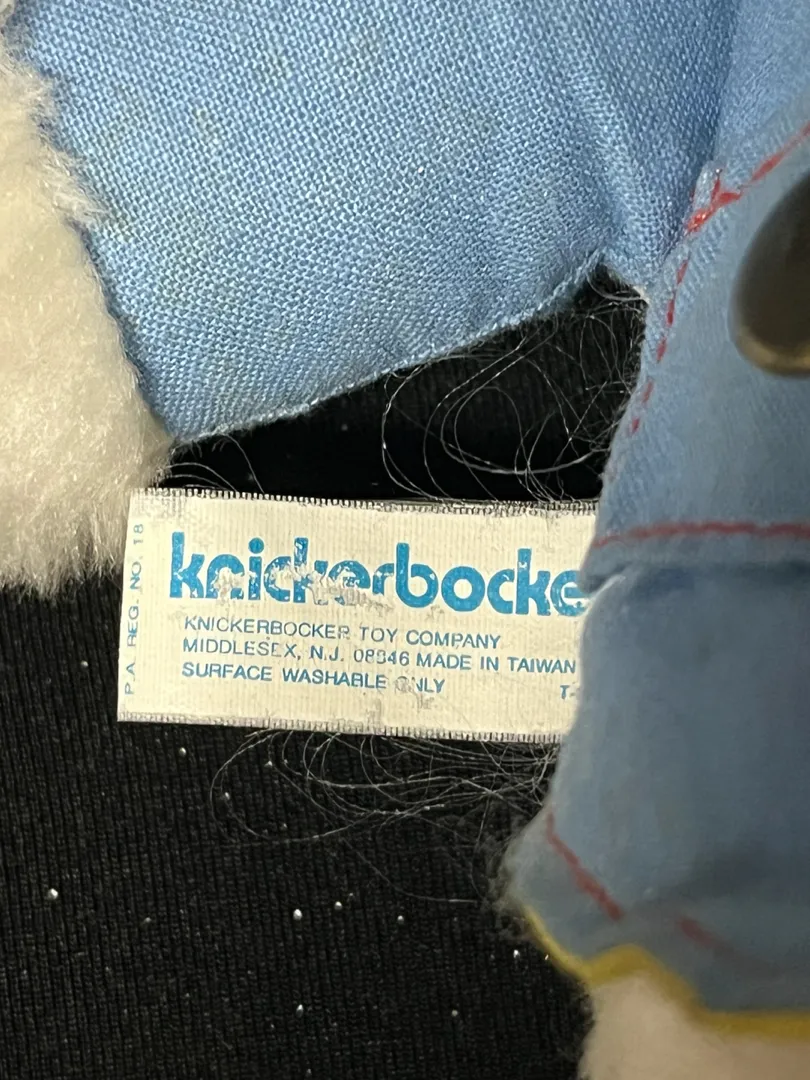 knickerbocke
KNICKERBOCKER TOY COMPANY
MIDDLESEX, N.J. 08846 MADE IN TAIWAN
SURFACE WASHABLE ONLY T-
P.A. REG. NO. 18